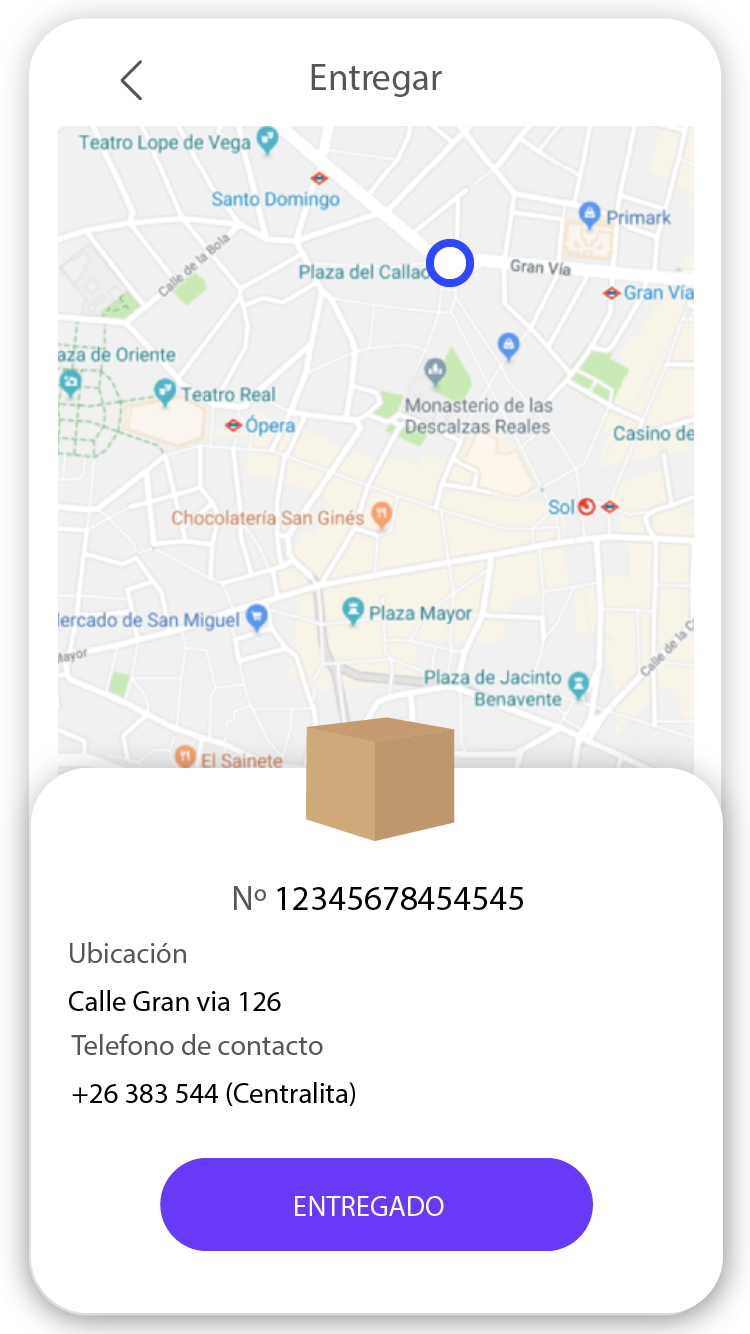 Entregar
Teatro Lope de Vega
Santo Domingo
Primark
Calle de la Bola
Plaza del Callao
Gran Vía
Gran Vía
aza de Oriente
Teatro Real
Ópera
Monasterio de las
Descalzas Reales
Casino de
Sol
Chocolatería San Ginés
Mercado de San Miguel
Plaza Mayor
Mayor
Calle de la C
Plaza de Jacinto
Benavente
El Sainete
Nº 12345678454545
Ubicación
Calle Gran via 126
Telefono de contacto
+26 383 544 (Centralita)
ENTREGADO